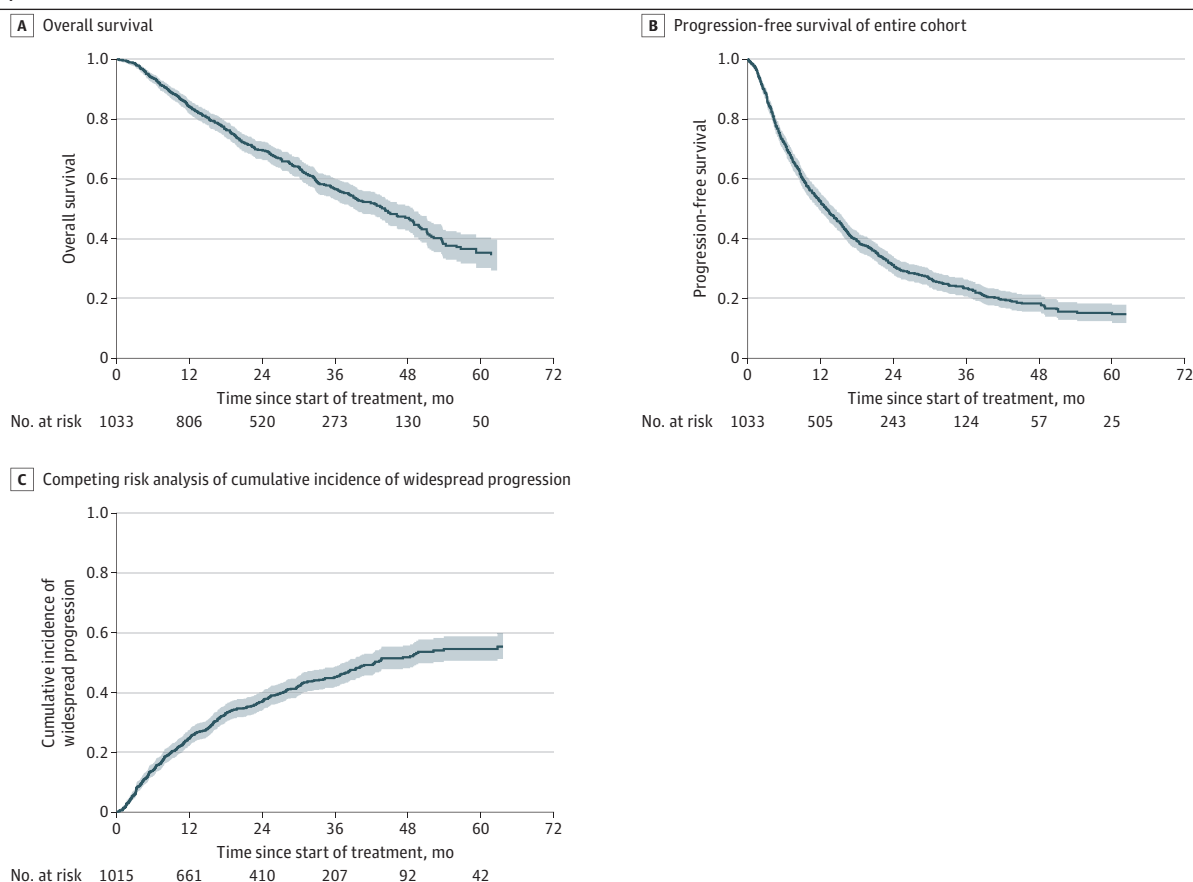 A Overall survival
1.0
0.8
0.6
0.4
0.2
0
Overall survival
0 12 24 36 48 60 72
Time since start of treatment, mo
No. at risk 1033 806 520 273 130 50
B Progression-free survival of entire cohort
1.0
0.8
0.6
0.4
0.2
0
Progression-free survival
0 12 24 36 48 60 72
Time since start of treatment, mo
No. at risk 1033 505 243 124 57 25
C Competing risk analysis of cumulative incidence of widespread progression
1.0
0.8
0.6
0.4
0.2
0
Cumulative incidence of
widespread progression
0 12 24 36 48 60 72
Time since start of treatment, mo
No. at risk 1015 661 410 207 92 42